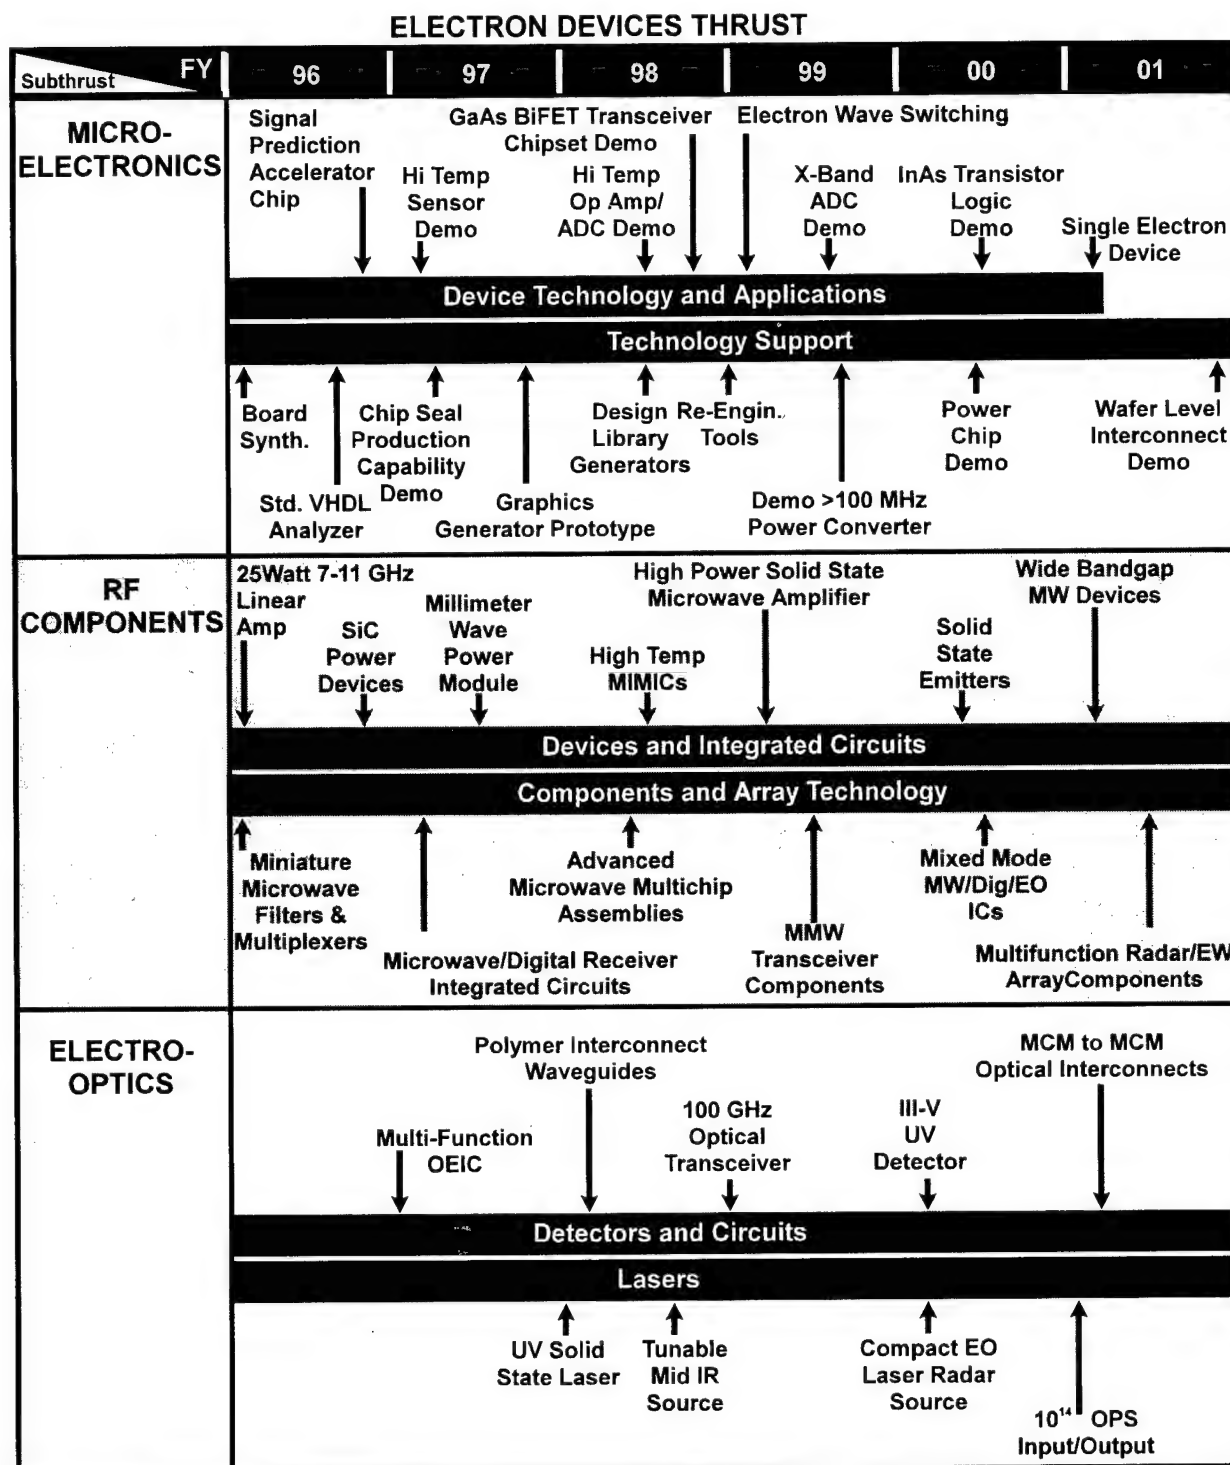 ELECTRON DEVICES THRUST
Subthrust FY 96 97 98 99 00 01
MICRO-
ELECTRONICS
Signal
Prediction
Accelerator
Chip
Hi Temp
Sensor
Demo
GaAs BiFET Transceiver
Chipset Demo
Hi Temp
Op Amp/
ADC Demo
Electron Wave Switching
X-Band
ADC
Demo
InAs Transistor
Logic
Demo
Single Electron
Device
Device Technology and Applications
Technology Support
Board
Synth.
Std. VHDL
Analyzer
Chip Seal
Production
Capability
Demo
Graphics
Generator Prototype
Design
Library
Generators
Re-Engin.
Tools
Demo >100 MHz
Power Converter
Power
Chip
Demo
Wafer Level
Interconnect
Demo
RF
COMPONENTS
25Watt 7-11 GHz
Linear
Amp
SiC
Power
Devices
Millimeter
Wave
Power
Module
High Temp
MIMICs
High Power Solid State
Microwave Amplifier
Solid
State
Emitters
Wide Bandgap
MW Devices
Devices and Integrated Circuits
Components and Array Technology
Miniature
Microwave
Filters &
Multiplexers
Microwave/Digital Receiver
Integrated Circuits
Advanced
Microwave Multichip
Assemblies
MMW
Transceiver
Components
Mixed Mode
MW/Dig/EO
ICs
Multifunction Radar/EW
ArrayComponents
ELECTRO-
OPTICS
Multi-Function
OEIC
Polymer Interconnect
Waveguides
100 GHz
Optical
Transceiver
III-V
UV
Detector
MCM to MCM
Optical Interconnects
Detectors and Circuits
Lasers
UV Solid
State Laser
Tunable
Mid IR
Source
Compact EO
Laser Radar
Source
10¹⁴ OPS
Input/Output